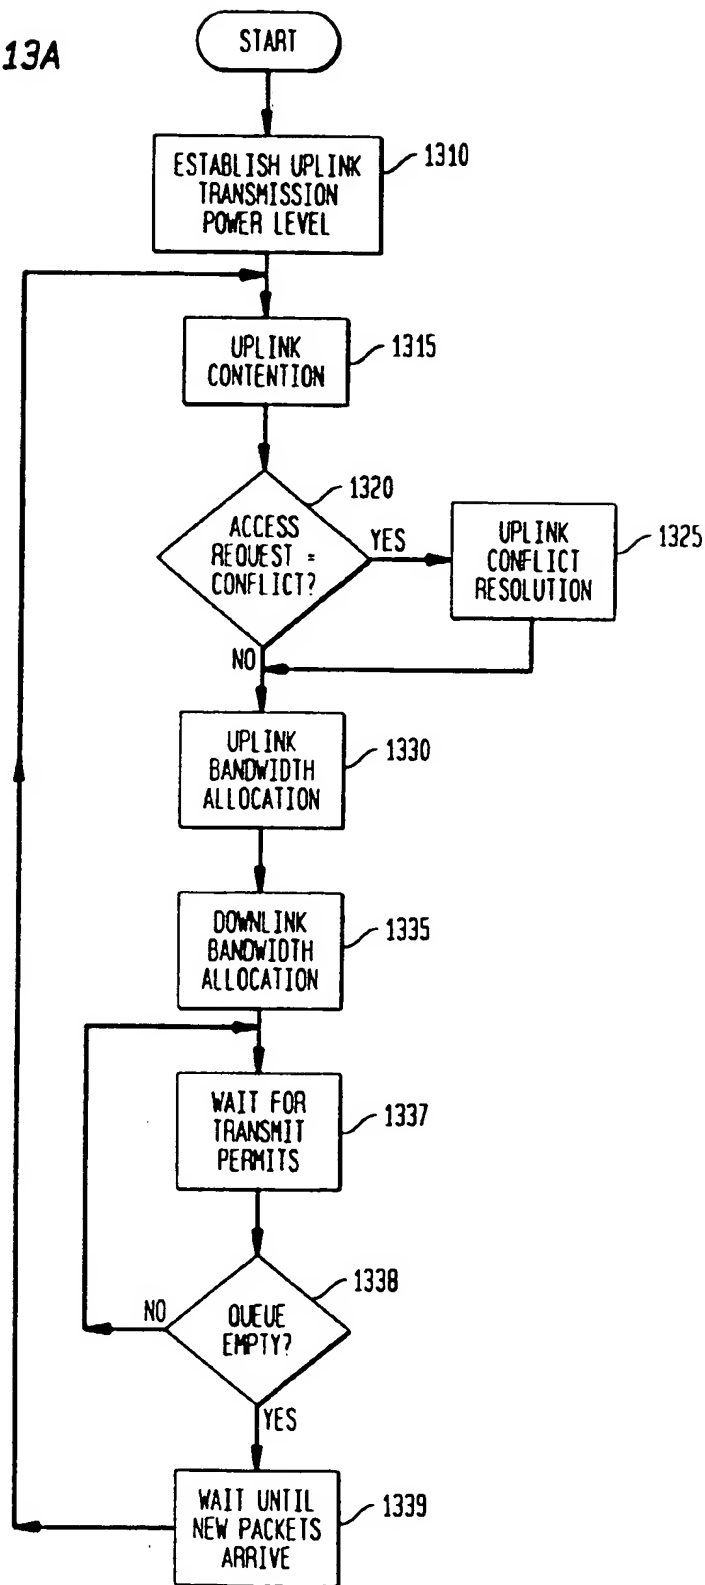 13A
START
ESTABLISH UPLINK
TRANSMISSION
POWER LEVEL
1310
UPLINK
CONTENTION
1315
ACCESS
REQUEST =
CONFLICT?
1320
YES
UPLINK
CONFLICT
RESOLUTION
1325
NO
UPLINK
BANDWIDTH
ALLOCATION
1330
DOWNLINK
BANDWIDTH
ALLOCATION
1335
WAIT FOR
TRANSMIT
PERMITS
1337
QUEUE
EMPTY?
1338
NO
YES
WAIT UNTIL
NEW PACKETS
ARRIVE
1339